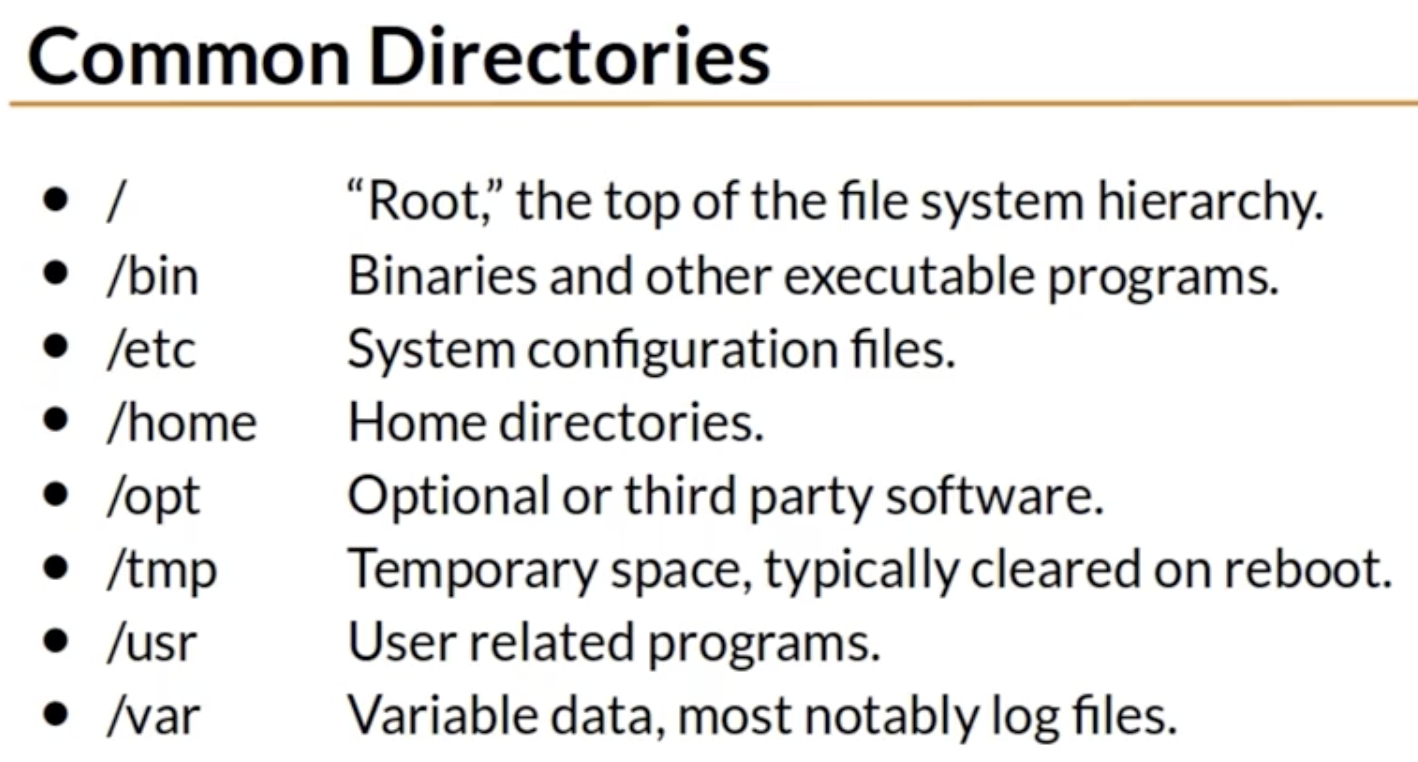 Common Directories
• / “Root,” the top of the file system hierarchy.
• /bin Binaries and other executable programs.
• /etc System configuration files.
• /home Home directories.
• /opt Optional or third party software.
• /tmp Temporary space, typically cleared on reboot.
• /usr User related programs.
• /var Variable data, most notably log files.